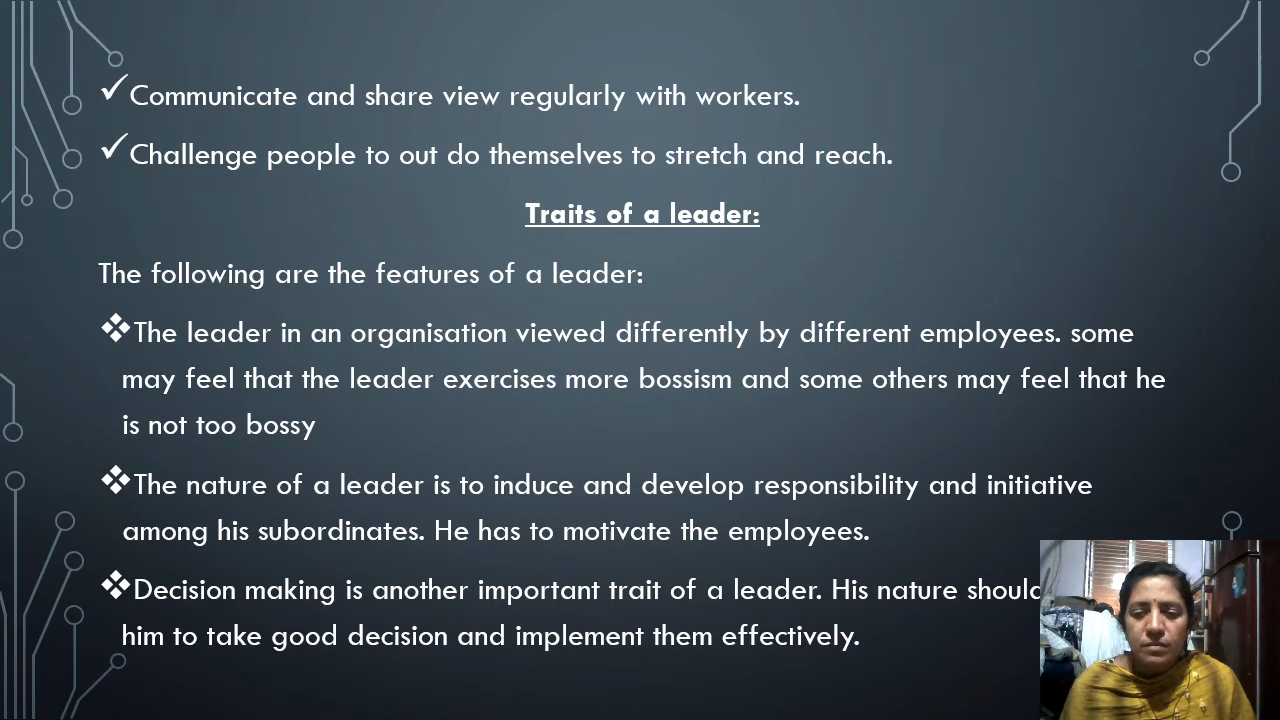 ✓Communicate and share view regularly with workers.
✓Challenge people to out do themselves to stretch and reach.
Traits of a leader:
The following are the features of a leader:
❖The leader in an organisation viewed differently by different employees. some
may feel that the leader exercises more bossism and some others may feel that he
is not too bossy
❖The nature of a leader is to induce and develop responsibility and initiative
among his subordinates. He has to motivate the employees.
❖Decision making is another important trait of a leader. His nature should
him to take good decision and implement them effectively.